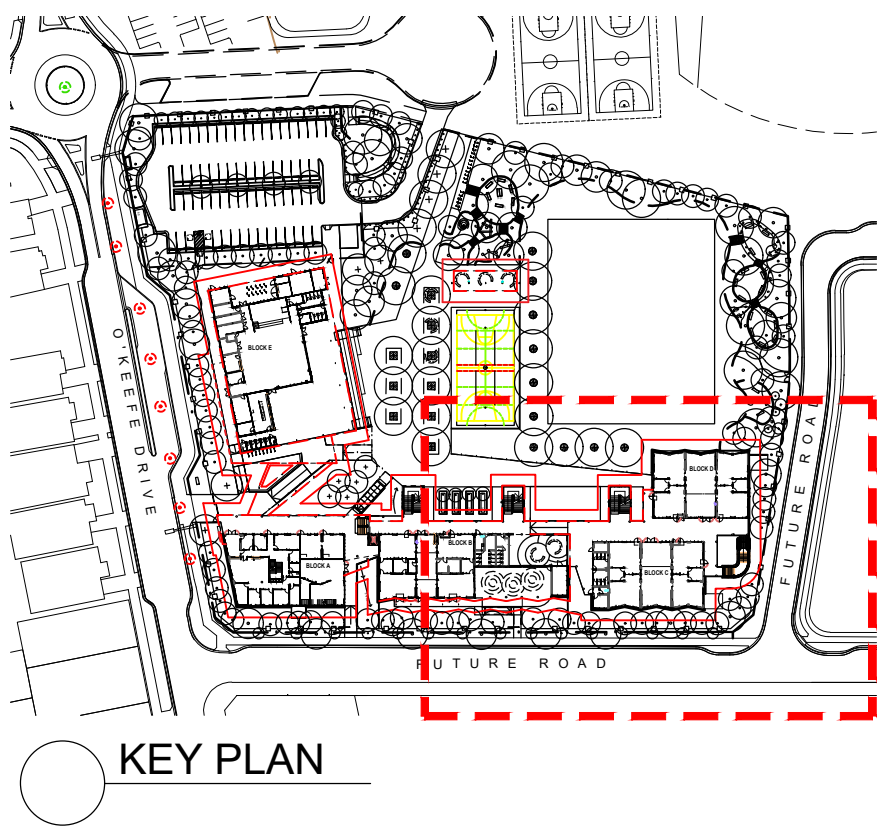 BLOCK E
O'KEEFE DRIVE
FUTURE ROAD
BLOCK D
BLOCK B
BLOCK A
BLOCK C
FUTURE ROAD
KEY PLAN